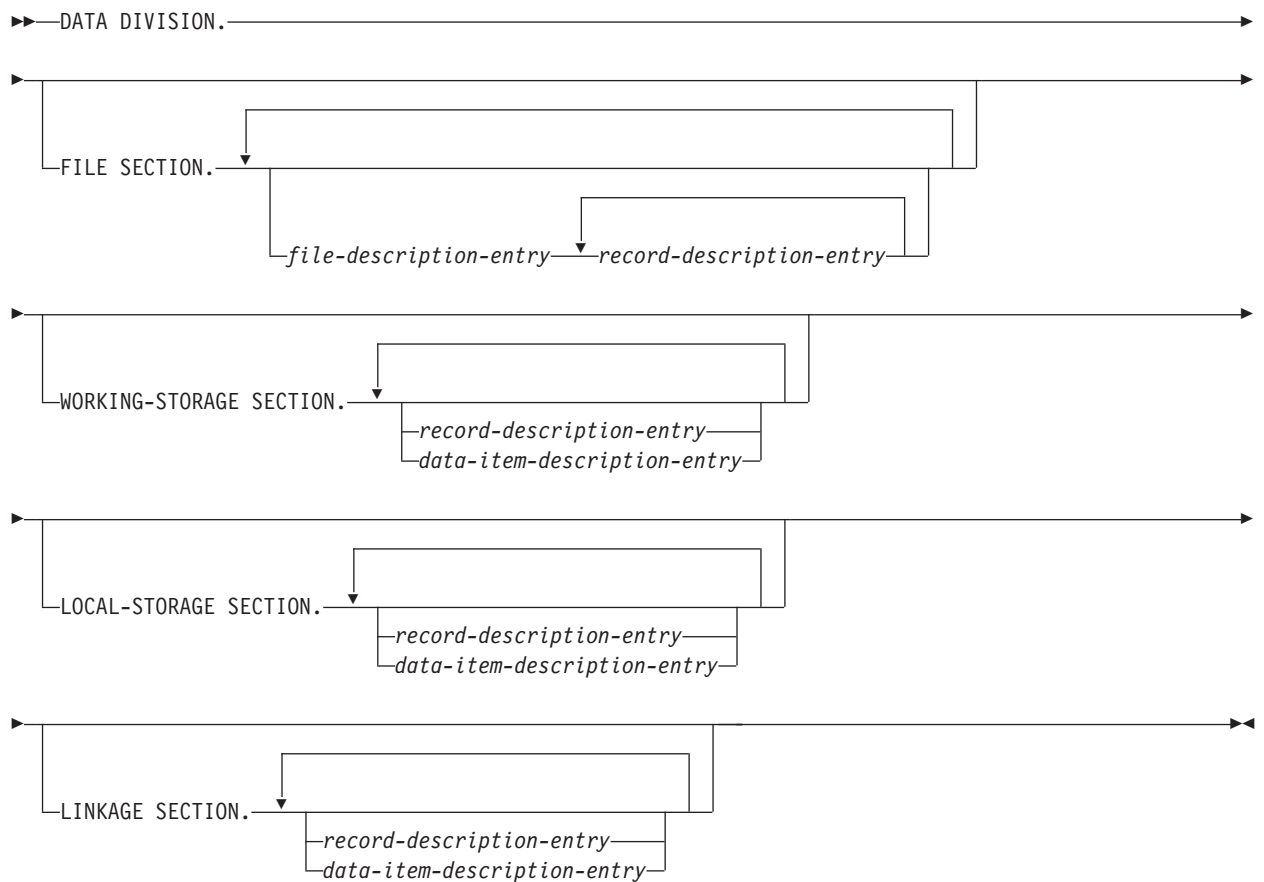 DATA DIVISION.
FILE SECTION.
file-description-entry record-description-entry
WORKING-STORAGE SECTION.
record-description-entry
data-item-description-entry
LOCAL-STORAGE SECTION.
record-description-entry
data-item-description-entry
LINKAGE SECTION.
record-description-entry
data-item-description-entry